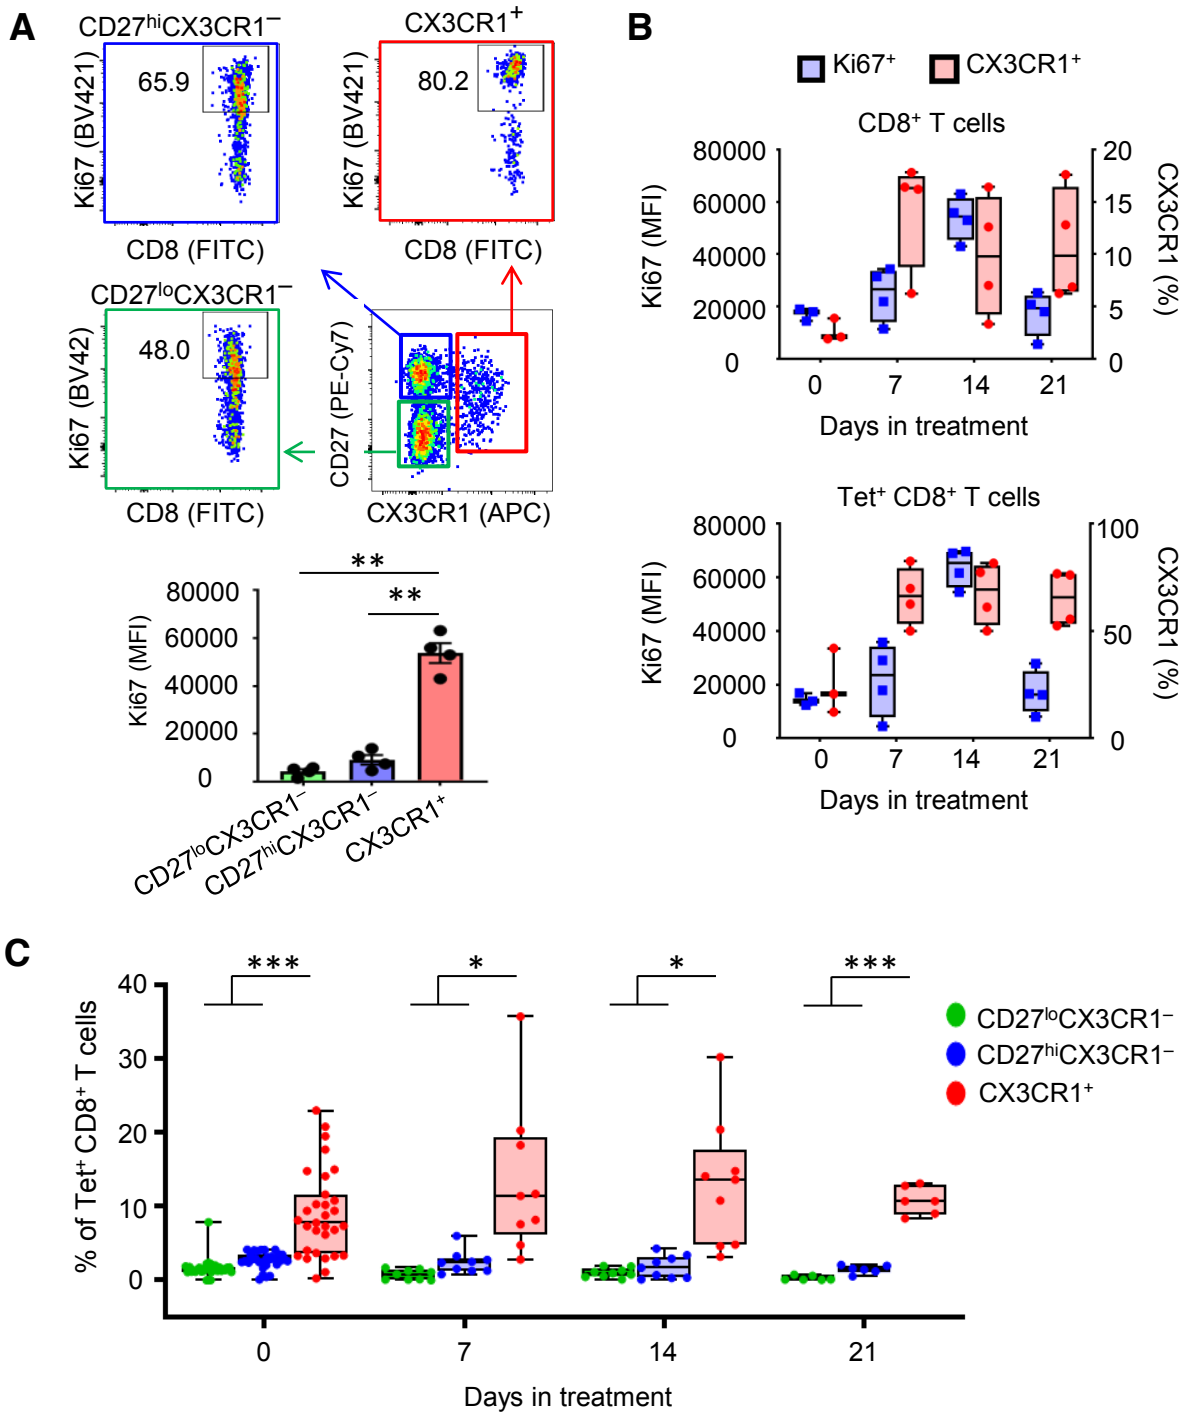 A
CD27hiCX3CR1–
CX3CR1+
65.9
80.2
Ki67 (BV421)
Ki67 (BV421)
CD8 (FITC)
CD8 (FITC)
CD27loCX3CR1–
48.0
Ki67 (BV42)
CD27 (PE-Cy7)
CD8 (FITC)
CX3CR1 (APC)
**
**
Ki67 (MFI)
80000
60000
40000
20000
0
CD27loCX3CR1–
CD27hiCX3CR1–
CX3CR1+
B
Ki67+
CX3CR1+
CD8+ T cells
Ki67 (MFI)
80000
60000
40000
20000
0
20
15
10
5
0
CX3CR1 (%)
0 7 14 21
Days in treatment
Tet+ CD8+ T cells
Ki67 (MFI)
80000
60000
40000
20000
0
100
50
0
CX3CR1 (%)
0 7 14 21
Days in treatment
C
*** * * ***
% of Tet+ CD8+ T cells
40
30
20
10
0
CD27loCX3CR1–
CD27hiCX3CR1–
CX3CR1+
0 7 14 21
Days in treatment